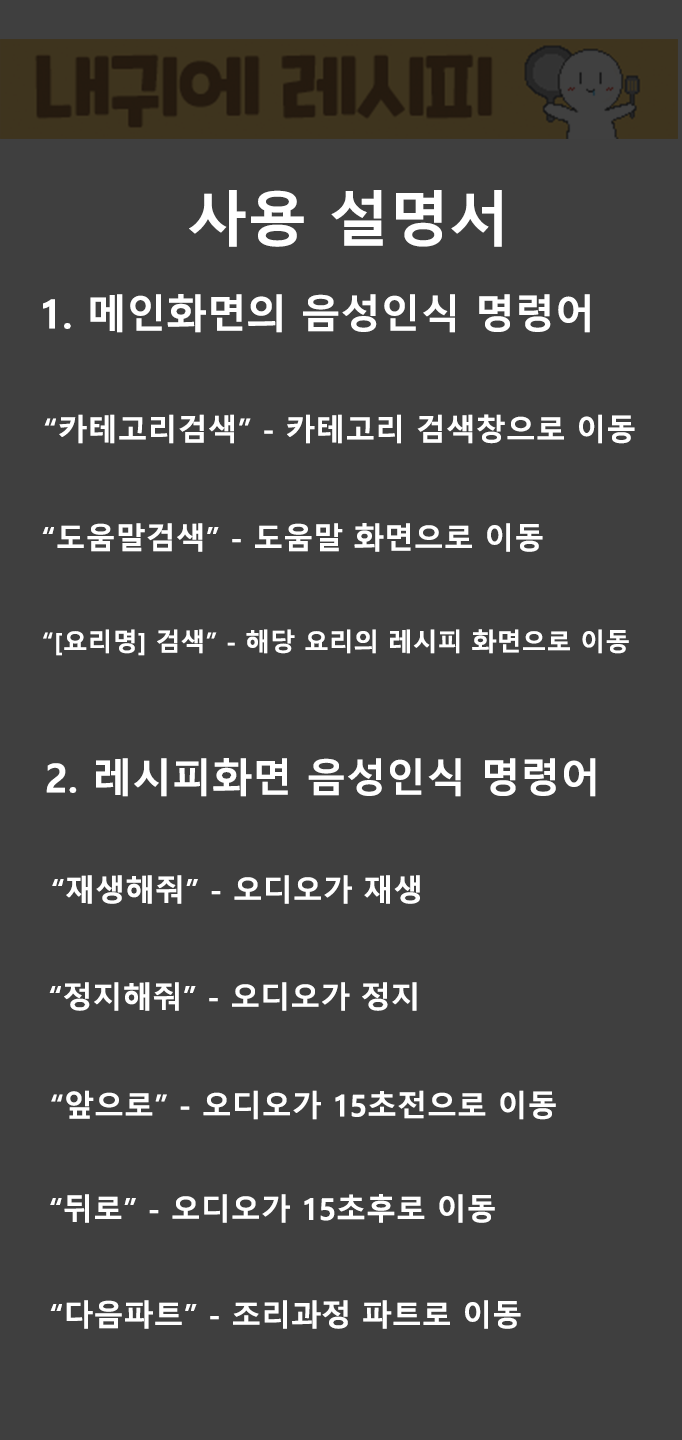 내귀에 레시피
사용 설명서
1. 메인화면의 음성인식 명령어
“카테고리검색” - 카테고리 검색창으로 이동
“도움말검색” - 도움말 화면으로 이동
“[요리명] 검색” - 해당 요리의 레시피 화면으로 이동
2. 레시피화면 음성인식 명령어
“재생해줘” - 오디오가 재생
“정지해줘” - 오디오가 정지
“앞으로” - 오디오가 15초전으로 이동
“뒤로” - 오디오가 15초후로 이동
“다음파트” - 조리과정 파트로 이동